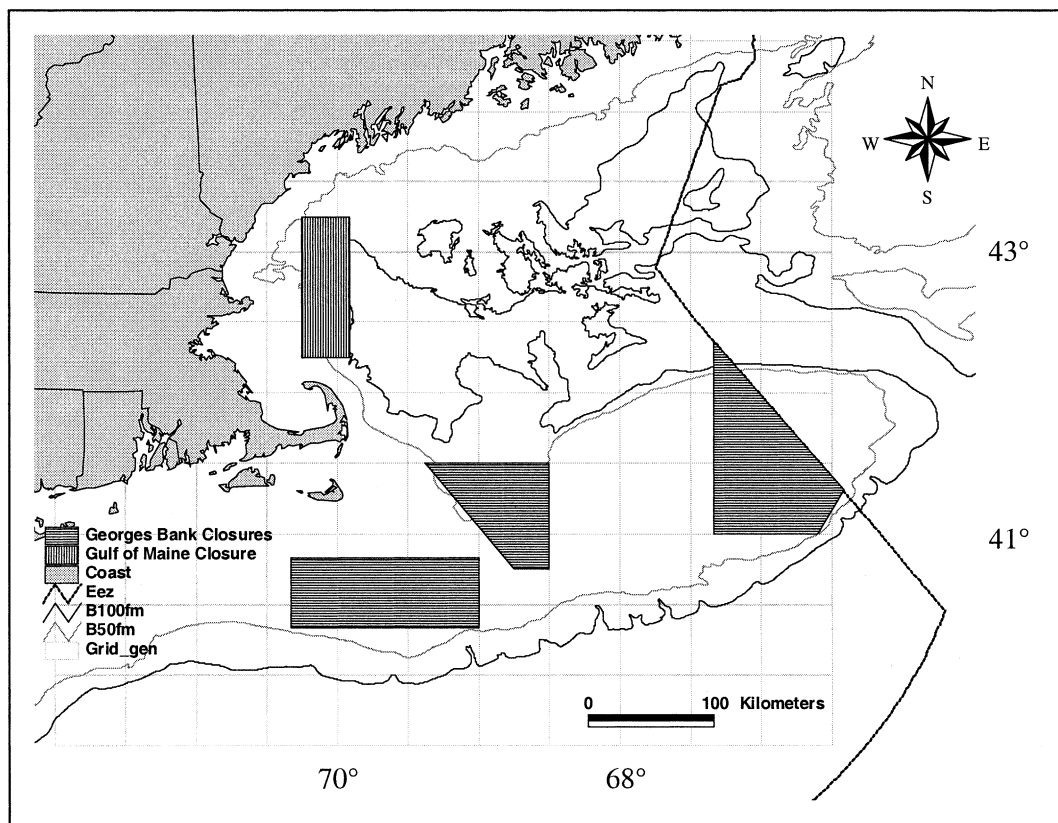 N
W E
S
43°
41°
Georges Bank Closures
Gulf of Maine Closure
Coast
Eez
B100fm
B50fm
Grid_gen
0 100 Kilometers
70° 68°